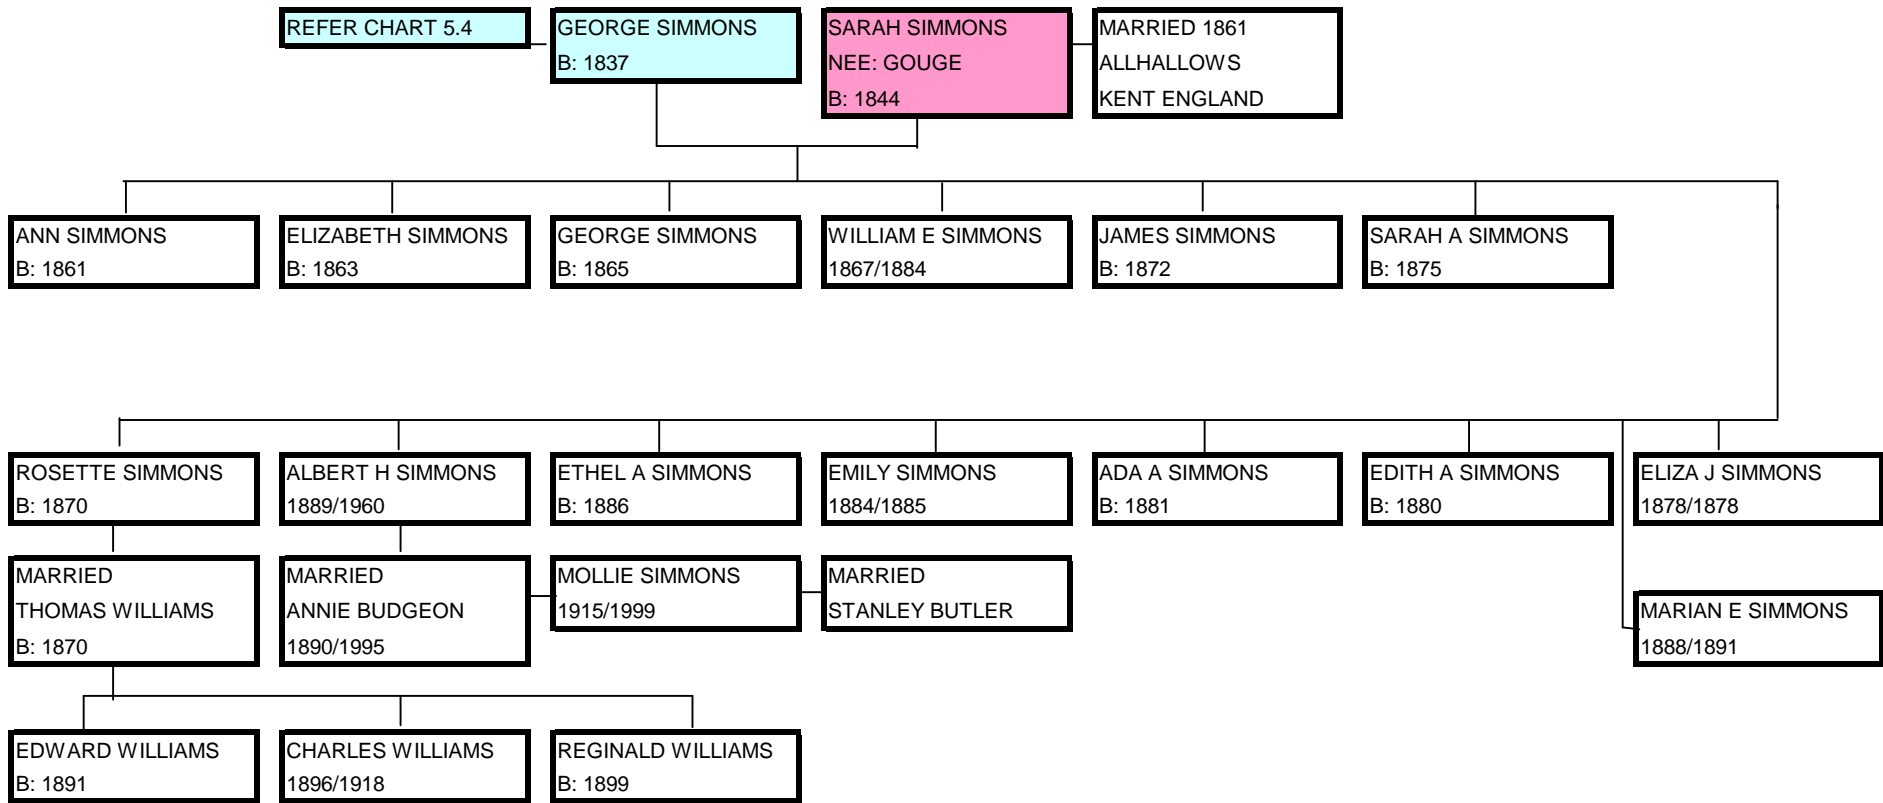 REFER CHART 5.4
GEORGE SIMMONS
B: 1837
SARAH SIMMONS
NEE: GOUGE
B: 1844
MARRIED 1861
ALLHALLOWS
KENT ENGLAND
ANN SIMMONS
B: 1861
ELIZABETH SIMMONS
B: 1863
GEORGE SIMMONS
B: 1865
WILLIAM E SIMMONS
1867/1884
JAMES SIMMONS
B: 1872
SARAH A SIMMONS
B: 1875
ROSETTE SIMMONS
B: 1870
ALBERT H SIMMONS
1889/1960
ETHEL A SIMMONS
B: 1886
EMILY SIMMONS
1884/1885
ADA A SIMMONS
B: 1881
EDITH A SIMMONS
B: 1880
ELIZA J SIMMONS
1878/1878
MARRIED
THOMAS WILLIAMS
B: 1870
MARRIED
ANNIE BUDGEON
1890/1995
MOLLIE SIMMONS
1915/1999
MARRIED
STANLEY BUTLER
MARIAN E SIMMONS
1888/1891
EDWARD WILLIAMS
B: 1891
CHARLES WILLIAMS
1896/1918
REGINALD WILLIAMS
B: 1899